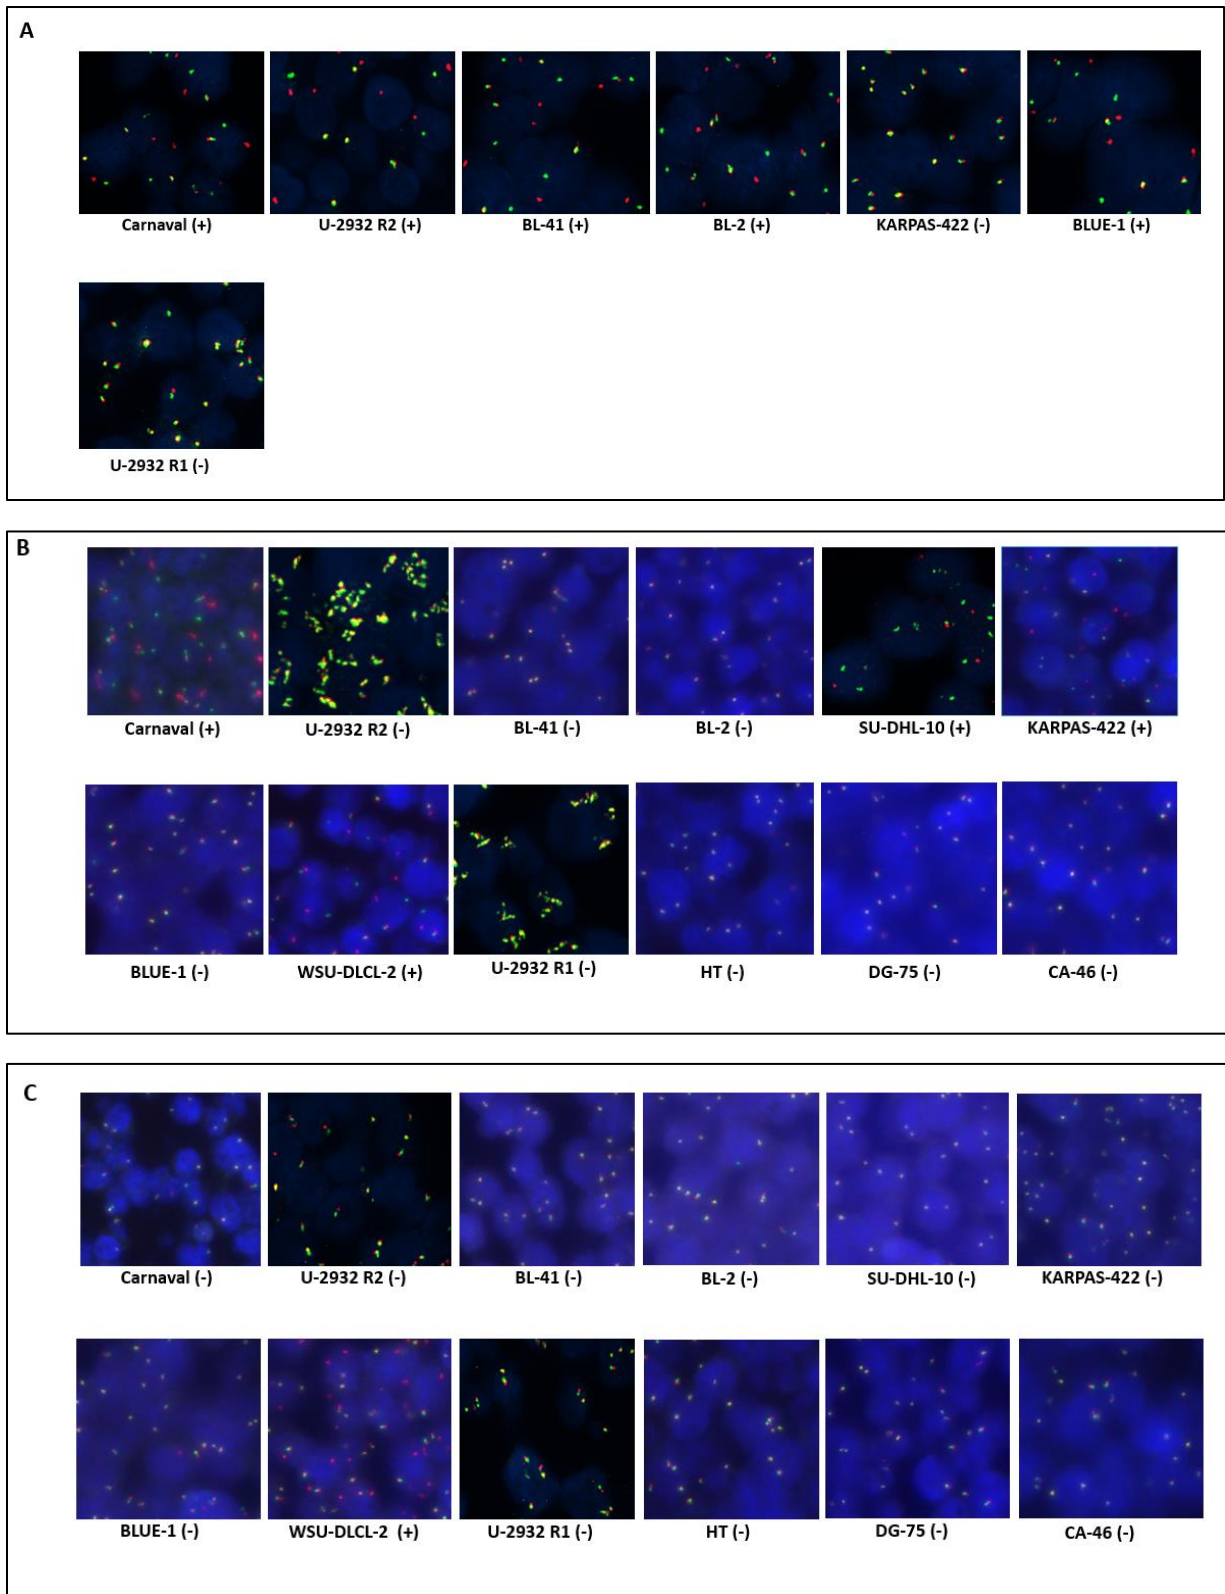 A
Carnaval (+) U-2932 R2 (+) BL-41 (+) BL-2 (+) KARPAS-422 (-) BLUE-1 (+)
U-2932 R1 (-)
B
Carnaval (+) U-2932 R2 (-) BL-41 (-) BL-2 (-) SU-DHL-10 (+) KARPAS-422 (+)
BLUE-1 (-) WSU-DLCL-2 (+) U-2932 R1 (-) HT (-) DG-75 (-) CA-46 (-)
C
Carnaval (-) U-2932 R2 (-) BL-41 (-) BL-2 (-) SU-DHL-10 (-) KARPAS-422 (-)
BLUE-1 (-) WSU-DLCL-2 (+) U-2932 R1 (-) HT (-) DG-75 (-) CA-46 (-)